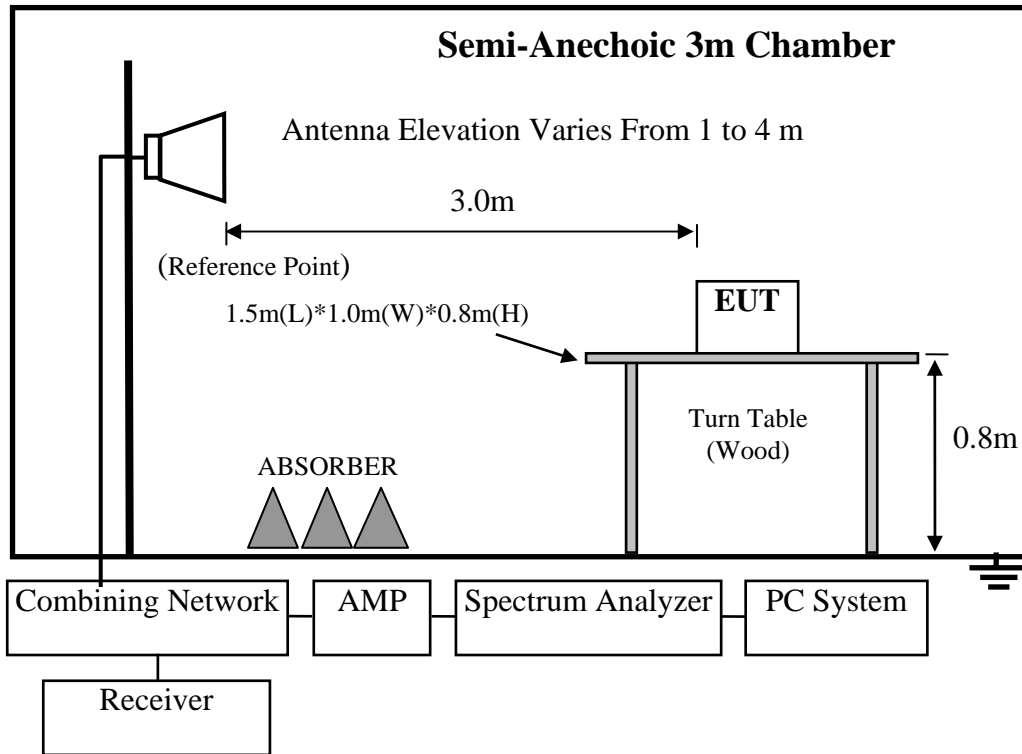 Semi-Anechoic 3m Chamber
Antenna Elevation Varies From 1 to 4 m
3.0m
(Reference Point)
1.5m(L)*1.0m(W)*0.8m(H)
EUT
Turn Table
(Wood)
0.8m
ABSORBER
Combining Network
AMP
Spectrum Analyzer
PC System
Receiver